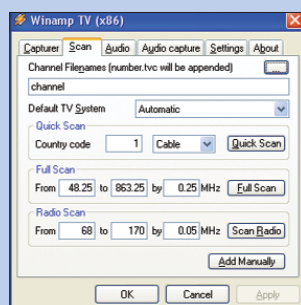 Winamp TV (x86)
Capturer Scan Audio Audio capture Settings About
Channel Filenames (number.tvc will be appended)
...
channel
Default TV System Automatic
Quick Scan
Country code 1 Cable Quick Scan
Full Scan
From 48.25 to 863.25 by 0.25 MHz Full Scan
Radio Scan
From 68 to 170 by 0.05 MHz Scan Radio
Add Manually
OK Cancel Apply